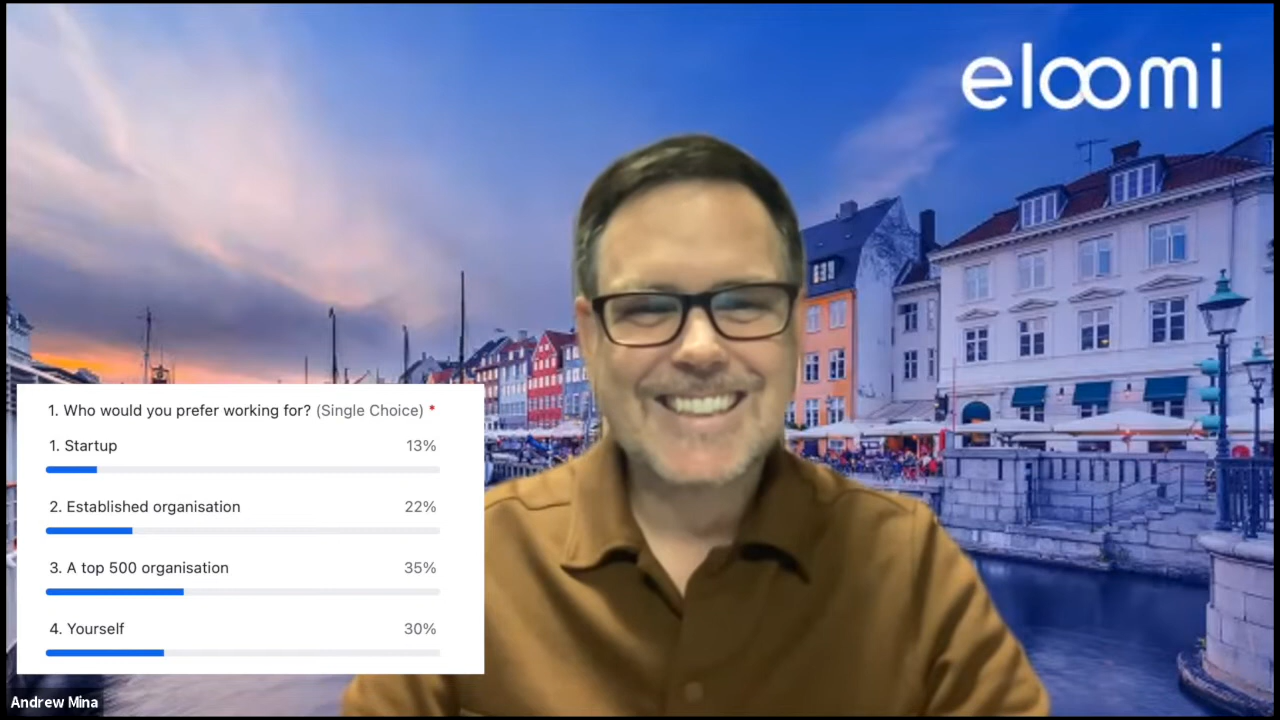 eloomi
1. Who would you prefer working for? (Single Choice) *
1. Startup 13%
2. Established organisation 22%
3. A top 500 organisation 35%
4. Yourself 30%
Andrew Mina